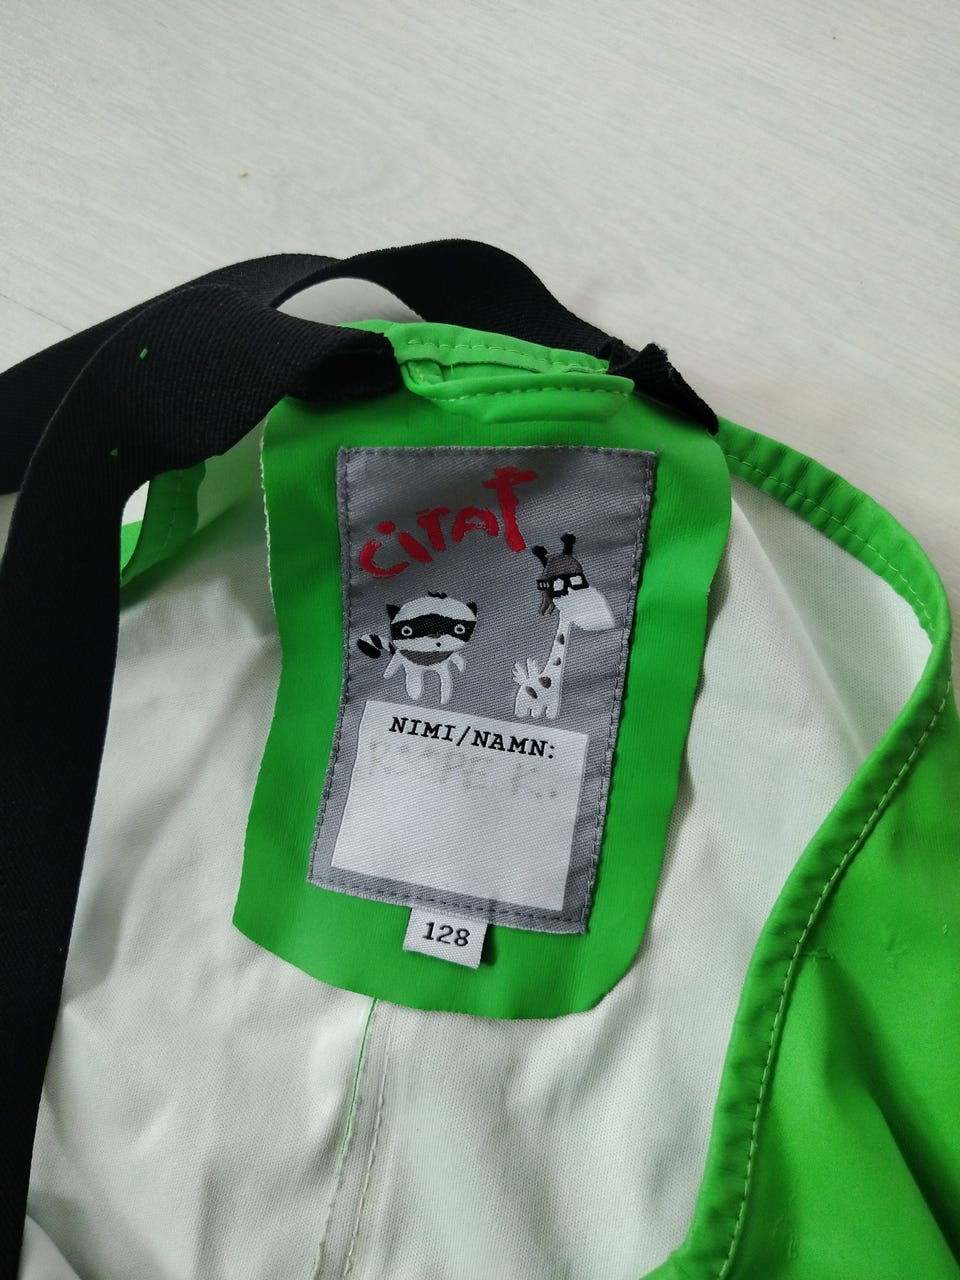 CiTAT
NIMI/NAMN:
K.
128